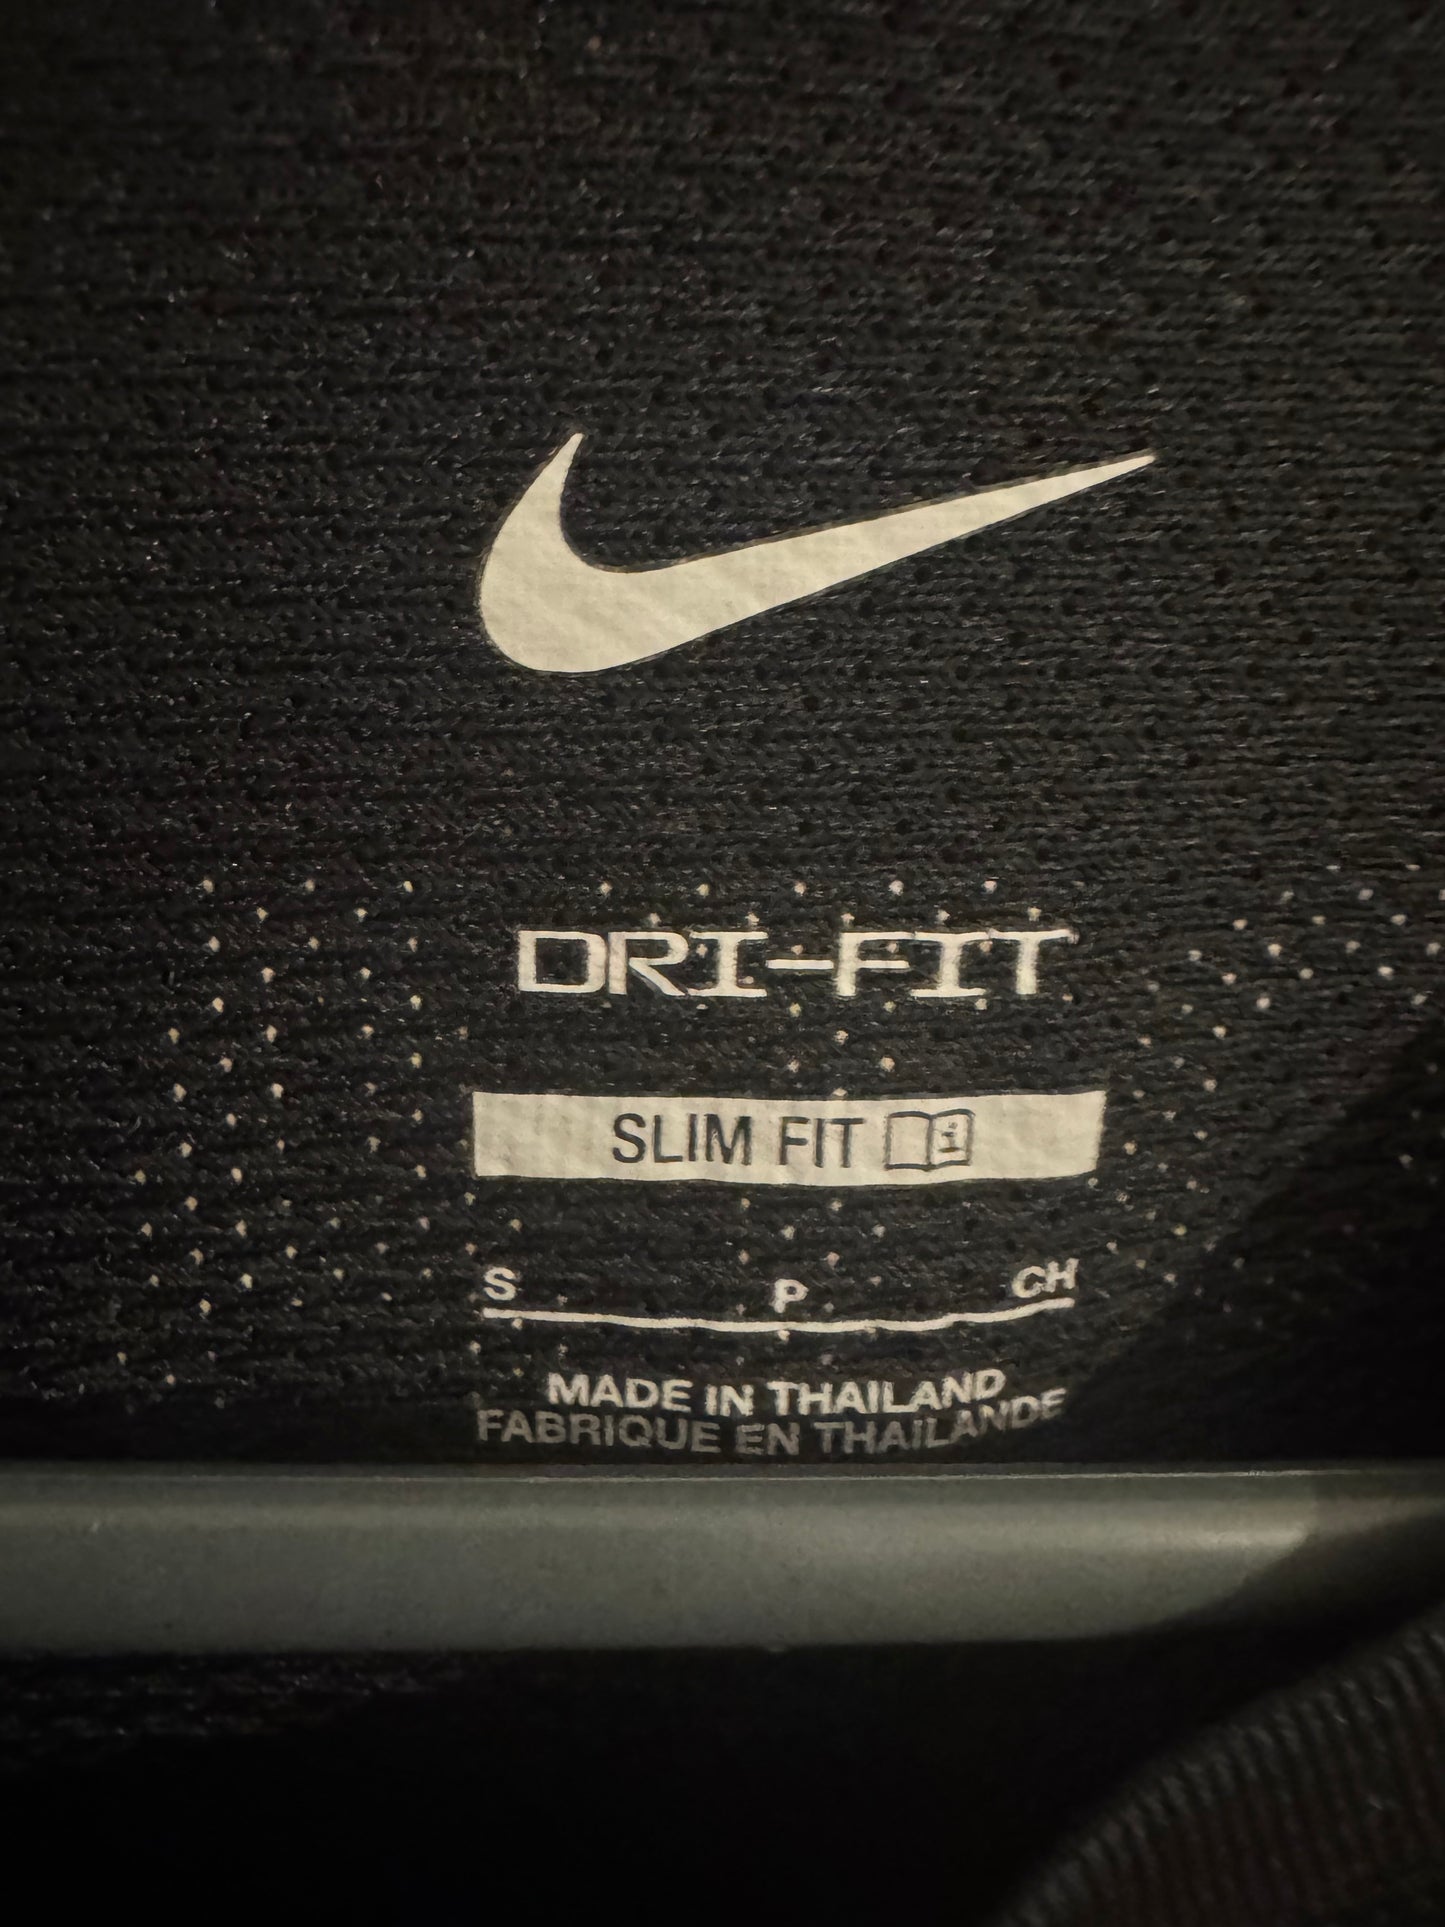 DRI-FIT
SLIM FIT
S P CH
MADE IN THAILAND
FABRIQUE EN THAILANDE